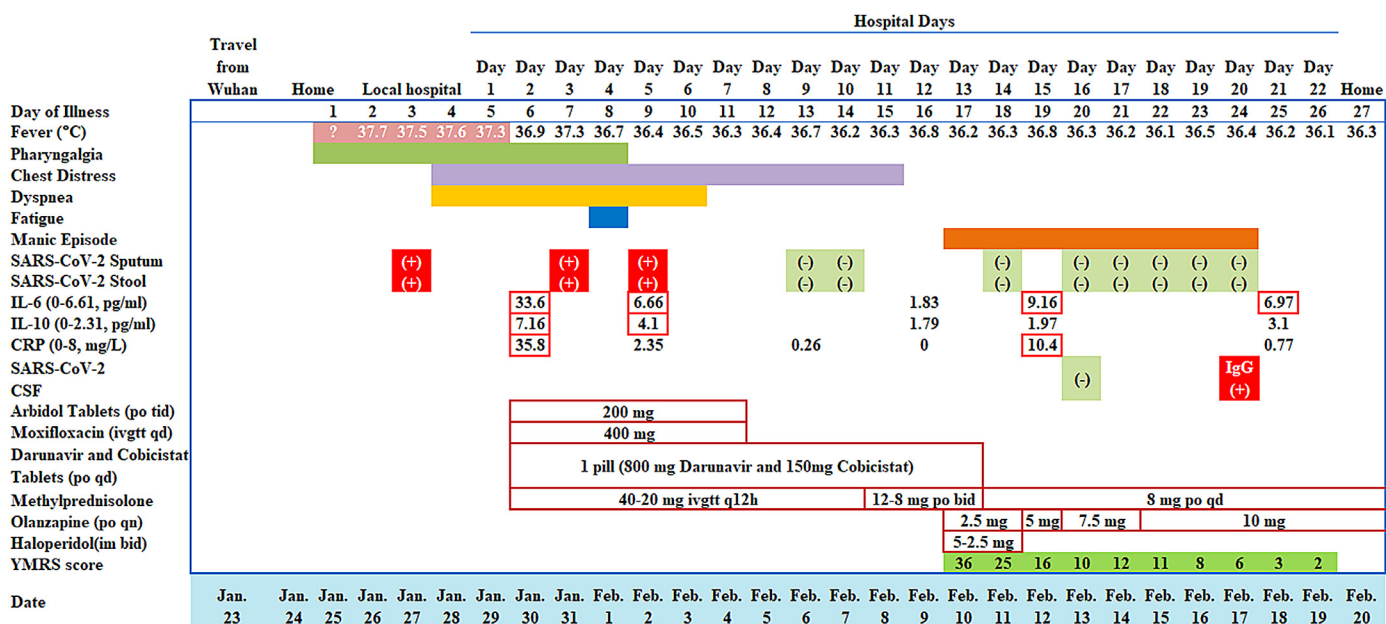 Hospital Days
Travel from Wuhan Home Local hospital Day 1 Day 2 Day 3 Day 4 Day 5 Day 6 Day 7 Day 8 Day 9 Day 10 Day 11 Day 12 Day 13 Day 14 Day 15 Day 16 Day 17 Day 18 Day 19 Day 20 Day 21 Day 22 Home
Day of Illness 1 2 3 4 5 6 7 8 9 10 11 12 13 14 15 16 17 18 19 20 21 22 23 24 25 26 27
Fever (°C) ? 37.7 37.5 37.6 37.3 36.9 37.3 36.7 36.4 36.5 36.3 36.4 36.7 36.2 36.3 36.8 36.2 36.3 36.8 36.3 36.2 36.1 36.5 36.4 36.2 36.1 36.3
Pharyngalgia
Chest Distress
Dyspnea
Fatigue
Manic Episode
SARS-CoV-2 Sputum (+) (+) (+) (-) (-) (-) (-) (-) (-) (-) (-)
SARS-CoV-2 Stool (+) (+) (+) (-) (-) (-) (-) (-) (-) (-) (-)
IL-6 (0-6.61, pg/ml) 33.6 6.66 1.83 9.16 6.97
IL-10 (0-2.31, pg/ml) 7.16 4.1 1.79 1.97 3.1
CRP (0-8, mg/L) 35.8 2.35 0.26 0 10.4 0.77
SARS-CoV-2 (-) IgG
CSF (+)
Arbidol Tablets (po tid) 200 mg
Moxifloxacin (ivgtt qd) 400 mg
Darunavir and Cobicistat
Tablets (po qd) 1 pill (800 mg Darunavir and 150mg Cobicistat)
Methylprednisolone 40-20 mg ivgtt q12h 12-8 mg po bid 8 mg po qd
Olanzapine (po qn) 2.5 mg 5 mg 7.5 mg 10 mg
Haloperidol(im bid) 5-2.5 mg
YMRS score 36 25 16 10 12 11 8 6 3 2
Date Jan. 23 Jan. 24 Jan. 25 Jan. 26 Jan. 27 Jan. 28 Jan. 29 Jan. 30 Jan. 31 Feb. 1 Feb. 2 Feb. 3 Feb. 4 Feb. 5 Feb. 6 Feb. 7 Feb. 8 Feb. 9 Feb. 10 Feb. 11 Feb. 12 Feb. 13 Feb. 14 Feb. 15 Feb. 16 Feb. 17 Feb. 18 Feb. 19 Feb. 20